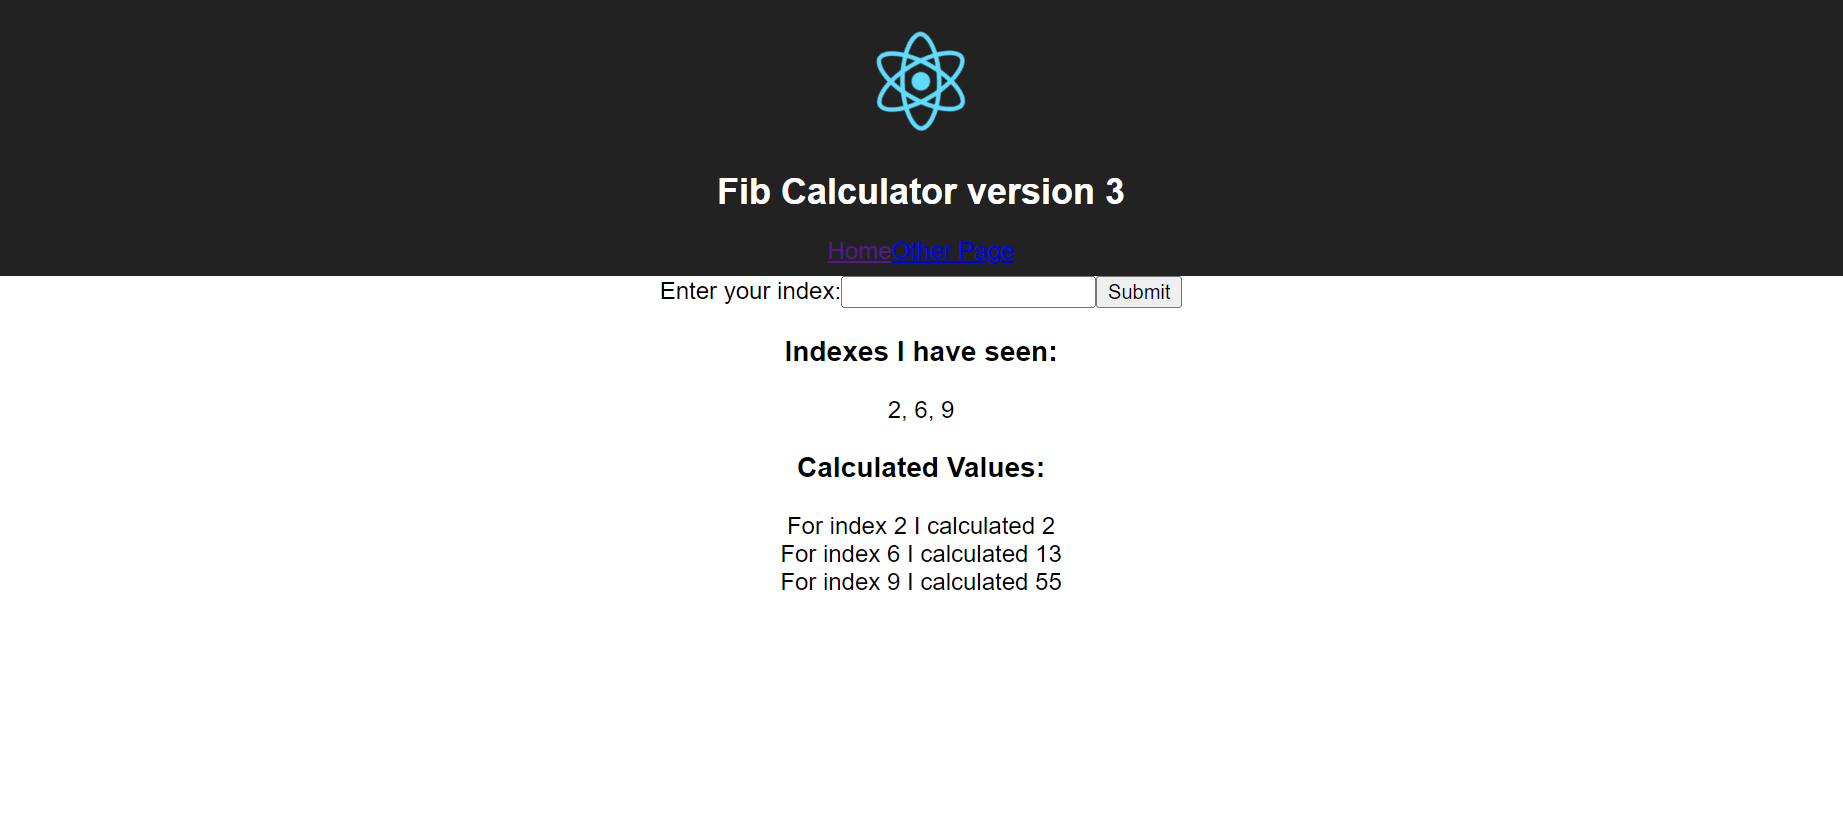 Fib Calculator version 3
HomeOther Page
Enter your index: Submit
Indexes I have seen:
2, 6, 9
Calculated Values:
For index 2 I calculated 2
For index 6 I calculated 13
For index 9 I calculated 55